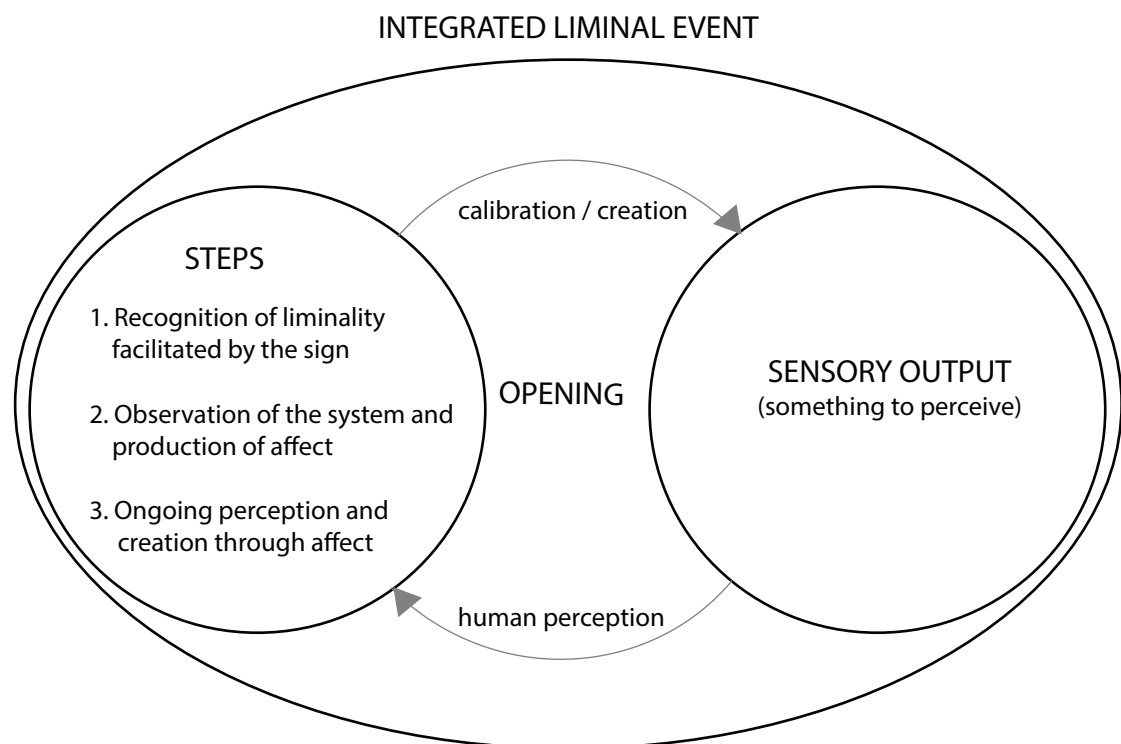 INTEGRATED LIMINAL EVENT
calibration / creation
STEPS
1. Recognition of liminality
facilitated by the sign
2. Observation of the system and
production of affect
3. Ongoing perception and
creation through affect
OPENING
SENSORY OUTPUT
(something to perceive)
human perception